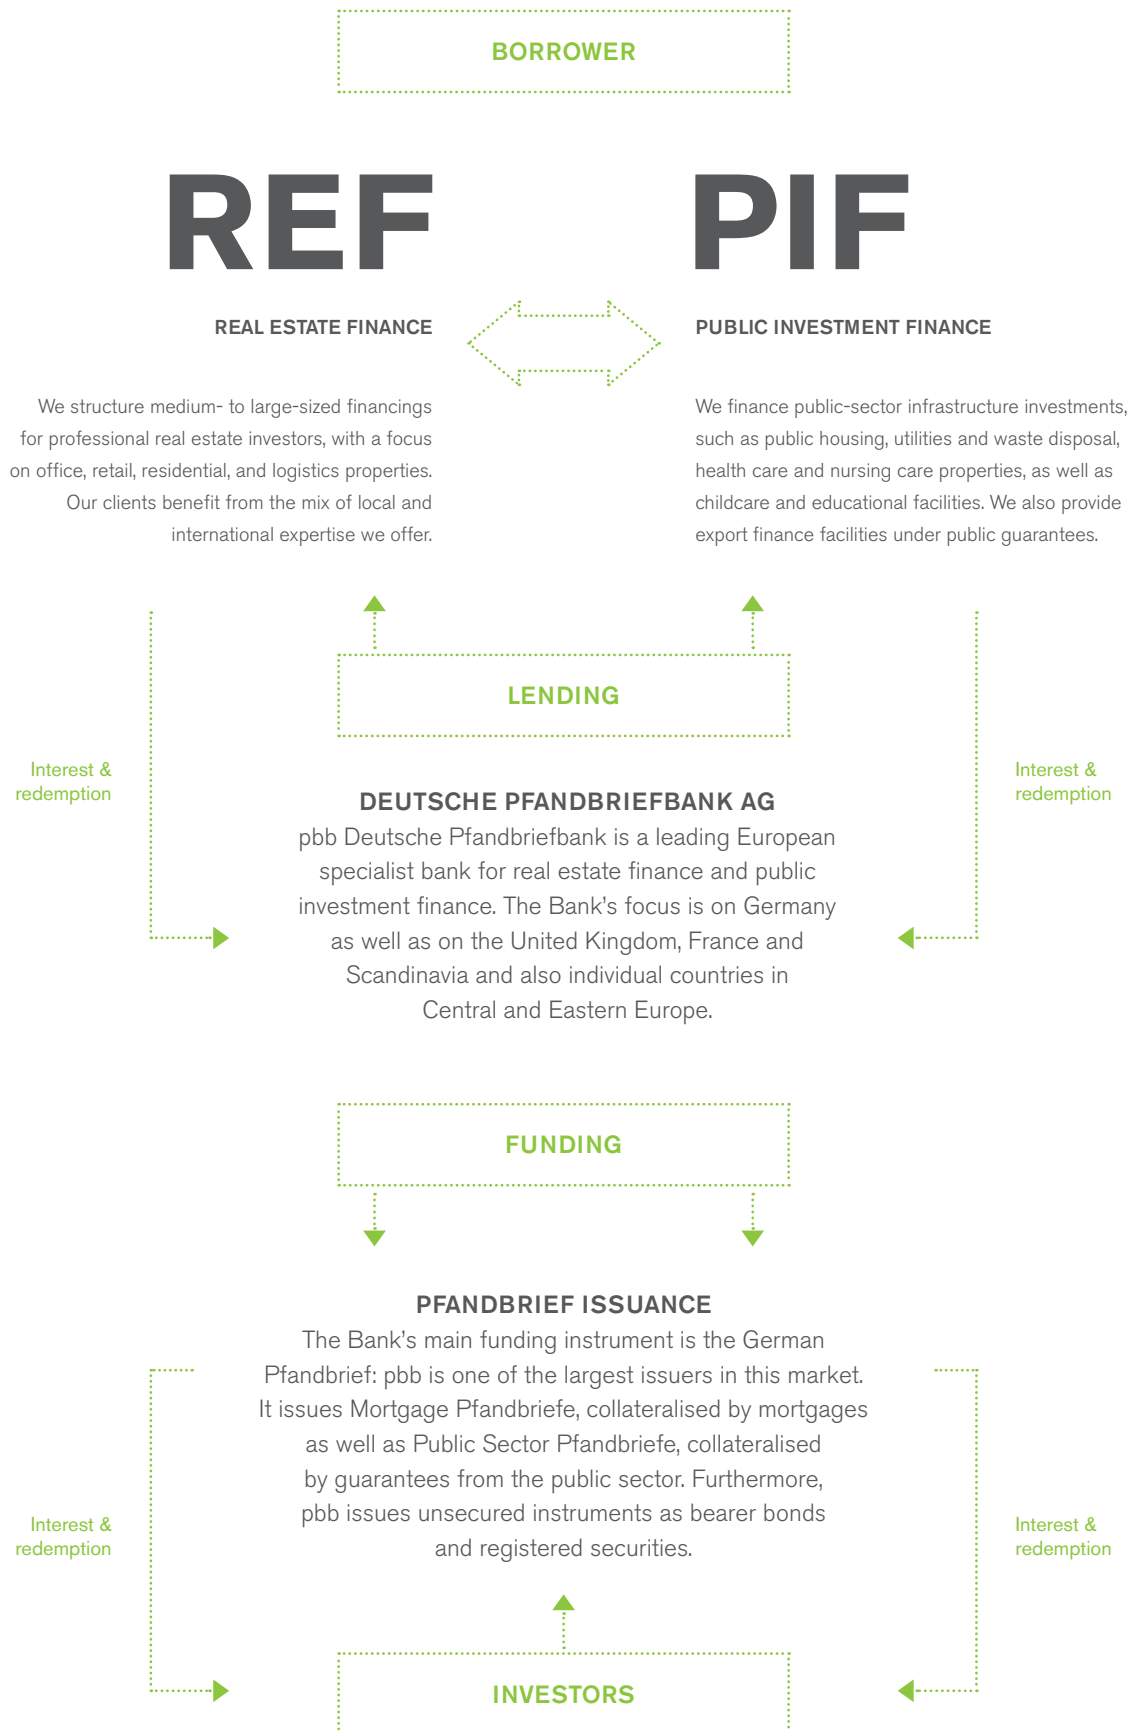 BORROWER
REF
REAL ESTATE FINANCE
We structure medium- to large-sized financings
for professional real estate investors, with a focus
on office, retail, residential, and logistics properties.
Our clients benefit from the mix of local and
international expertise we offer.
PIF
PUBLIC INVESTMENT FINANCE
We finance public-sector infrastructure investments,
such as public housing, utilities and waste disposal,
health care and nursing care properties, as well as
childcare and educational facilities. We also provide
export finance facilities under public guarantees.
LENDING
Interest &
redemption
Interest &
redemption
DEUTSCHE PFANDBRIEFBANK AG
pbb Deutsche Pfandbriefbank is a leading European
specialist bank for real estate finance and public
investment finance. The Bank’s focus is on Germany
as well as on the United Kingdom, France and
Scandinavia and also individual countries in
Central and Eastern Europe.
FUNDING
PFANDBRIEF ISSUANCE
The Bank’s main funding instrument is the German
Pfandbrief: pbb is one of the largest issuers in this market.
It issues Mortgage Pfandbriefe, collateralised by mortgages
as well as Public Sector Pfandbriefe, collateralised
by guarantees from the public sector. Furthermore,
pbb issues unsecured instruments as bearer bonds
and registered securities.
Interest &
redemption
Interest &
redemption
INVESTORS